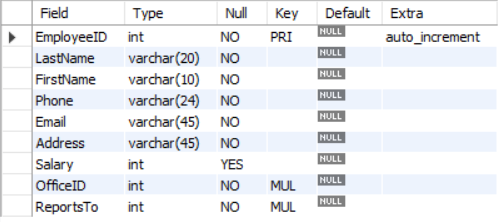 Field Type Null Key Default Extra
EmployeeID int NO PRI NULL auto_increment
LastName varchar(20) NO NULL
FirstName varchar(10) NO NULL
Phone varchar(24) NO NULL
Email varchar(45) NO NULL
Address varchar(45) NO NULL
Salary int YES NULL
OfficeID int NO MUL NULL
ReportsTo int NO MUL NULL